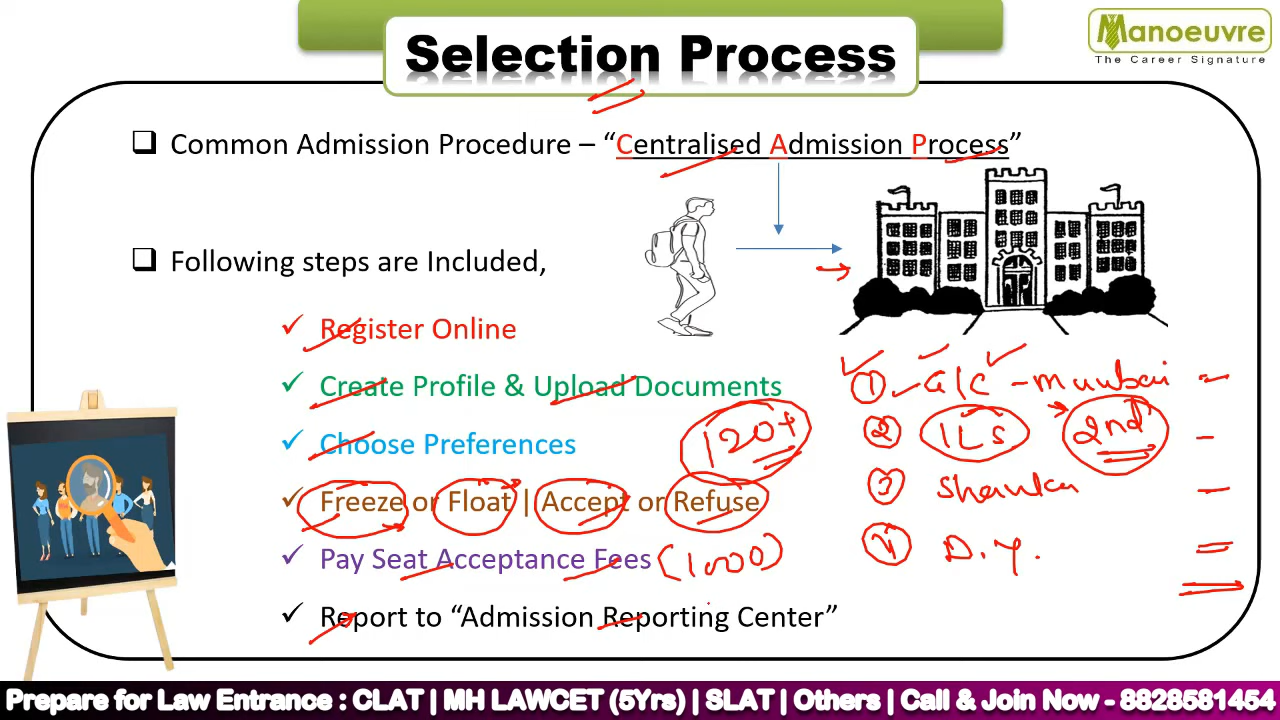 Selection Process
Manoeuvre
The Career Signature
❑ Common Admission Procedure – “Centralised Admission Process”
❑ Following steps are Included,
✓ Register Online
✓ Create Profile & Upload Documents
✓ Choose Preferences
120+
✓ Freeze or Float | Accept or Refuse
✓ Pay Seat Acceptance Fees (1000)
✓ Report to “Admission Reporting Center”
① GLC - Mumbai
② ILS 2nd
③
④ D.Y.
Prepare for Law Entrance : CLAT | MH LAWCET (5Yrs) | SLAT | Others | Call & Join Now - 8828581454